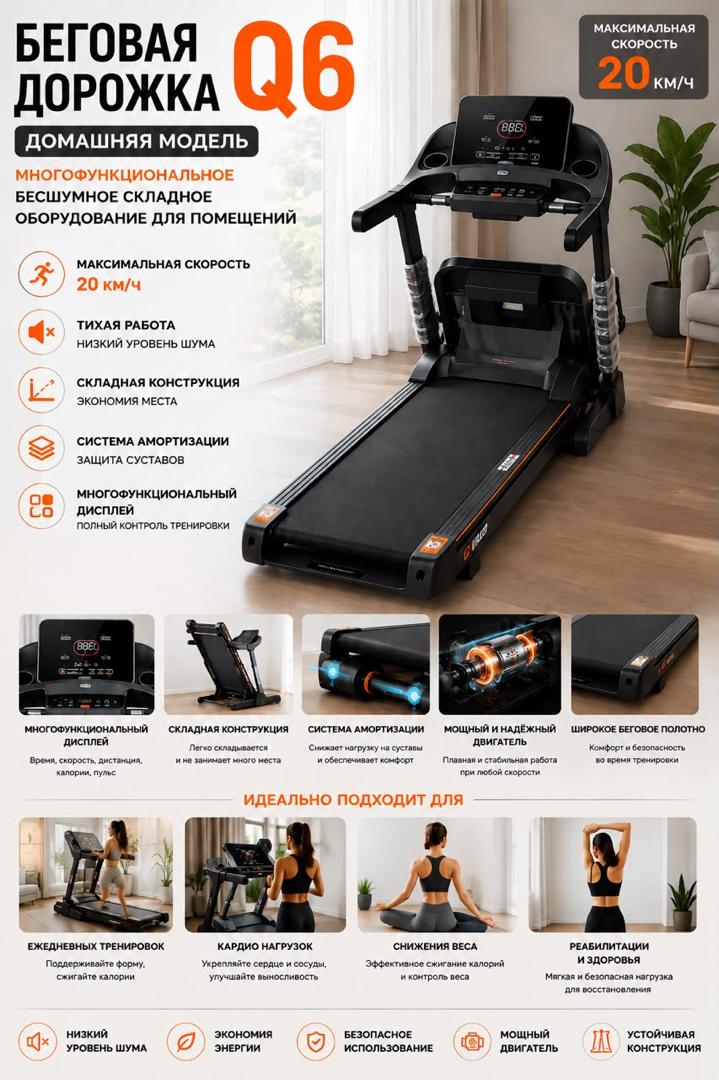 БЕГОВАЯ
ДОРОЖКА
Q6
ДОМАШНЯЯ МОДЕЛЬ
МНОГОФУНКЦИОНАЛЬНОЕ
БЕСШУМНОЕ СКЛАДНОЕ
ОБОРУДОВАНИЕ ДЛЯ ПОМЕЩЕНИЙ
МАКСИМАЛЬНАЯ
СКОРОСТЬ
20 КМ/Ч
МАКСИМАЛЬНАЯ СКОРОСТЬ
20 КМ/Ч
ТИХАЯ РАБОТА
НИЗКИЙ УРОВЕНЬ ШУМА
СКЛАДНАЯ КОНСТРУКЦИЯ
ЭКОНОМИЯ МЕСТА
СИСТЕМА АМОРТИЗАЦИИ
ЗАЩИТА СУСТАВОВ
МНОГОФУНКЦИОНАЛЬНЫЙ
ДИСПЛЕЙ
ПОЛНЫЙ КОНТРОЛЬ ТРЕНИРОВКИ
МНОГОФУНКЦИОНАЛЬНЫЙ
ДИСПЛЕЙ
Время, скорость, дистанция,
калории, пульс
СКЛАДНАЯ КОНСТРУКЦИЯ
Легко складывается
и не занимает много места
СИСТЕМА АМОРТИЗАЦИИ
Снижает нагрузку на суставы
и обеспечивает комфорт
МОЩНЫЙ И НАДЁЖНЫЙ
ДВИГАТЕЛЬ
Плавная и стабильная работа
при любой скорости
ШИРОКОЕ БЕГОВОЕ ПОЛОТНО
Комфорт и безопасность
во время тренировки
ИДЕАЛЬНО ПОДХОДИТ ДЛЯ
ЕЖЕДНЕВНЫХ ТРЕНИРОВОК
Поддерживайте форму,
сжигайте калории
КАРДИО НАГРУЗОК
Укрепляйте сердце и сосуды,
улучшайте выносливость
СНИЖЕНИЯ ВЕСА
Эффективное сжигание калорий
и контроль веса
РЕАБИЛИТАЦИИ
И ЗДОРОВЬЯ
Мягкая и безопасная нагрузка
для восстановления
НИЗКИЙ
УРОВЕНЬ ШУМА
ЭКОНОМИЯ
ЭНЕРГИИ
БЕЗОПАСНОЕ
ИСПОЛЬЗОВАНИЕ
МОЩНЫЙ
ДВИГАТЕЛЬ
УСТОЙЧИВАЯ
КОНСТРУКЦИЯ